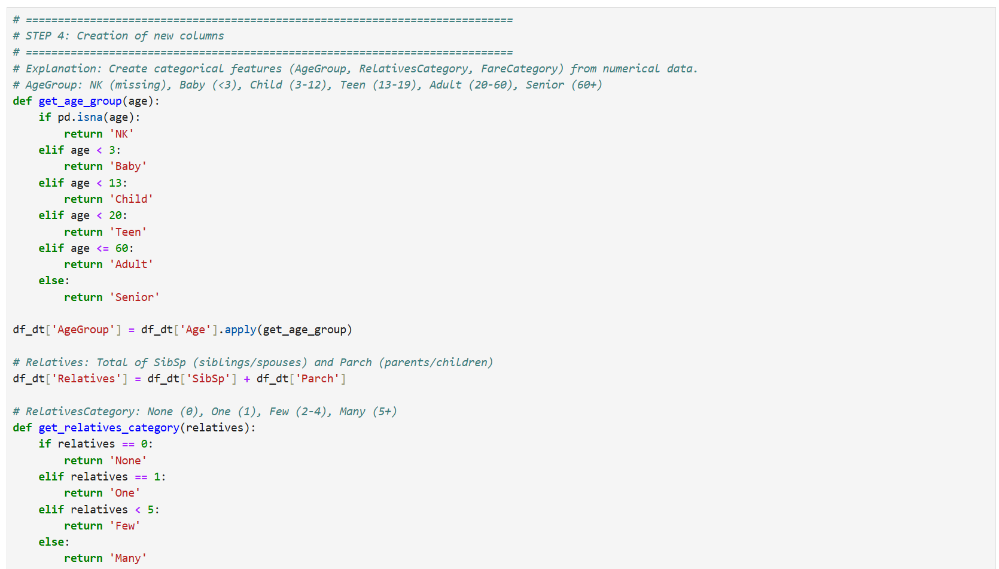 # ============================================================================
# STEP 4: Creation of new columns
# ============================================================================
# Explanation: Create categorical features (AgeGroup, RelativesCategory, FareCategory) from numerical data.
# AgeGroup: NK (missing), Baby (<3), Child (3-12), Teen (13-19), Adult (20-60), Senior (60+)
def get_age_group(age):
    if pd.isna(age):
        return 'NK'
    elif age < 3:
        return 'Baby'
    elif age < 13:
        return 'Child'
    elif age < 20:
        return 'Teen'
    elif age <= 60:
        return 'Adult'
    else:
        return 'Senior'

df_dt['AgeGroup'] = df_dt['Age'].apply(get_age_group)

# Relatives: Total of SibSp (siblings/spouses) and Parch (parents/children)
df_dt['Relatives'] = df_dt['SibSp'] + df_dt['Parch']

# RelativesCategory: None (0), One (1), Few (2-4), Many (5+)
def get_relatives_category(relatives):
    if relatives == 0:
        return 'None'
    elif relatives == 1:
        return 'One'
    elif relatives < 5:
        return 'Few'
    else:
        return 'Many'